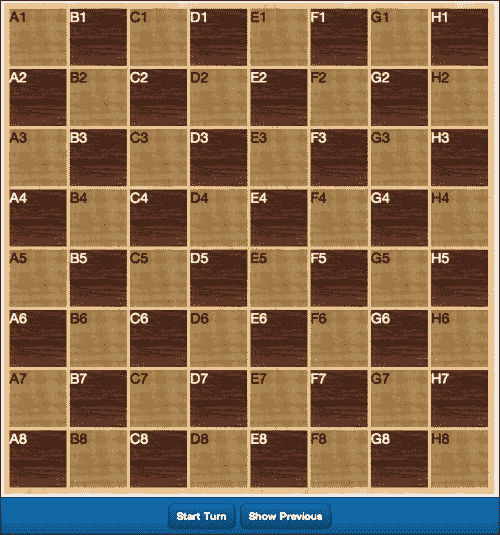 A1 B1 C1 D1 E1 F1 G1 H1
A2 B2 C2 D2 E2 F2 G2 H2
A3 B3 C3 D3 E3 F3 G3 H3
A4 B4 C4 D4 E4 F4 G4 H4
A5 B5 C5 D5 E5 F5 G5 H5
A6 B6 C6 D6 E6 F6 G6 H6
A7 B7 C7 D7 E7 F7 G7 H7
A8 B8 C8 D8 E8 F8 G8 H8
Start Turn Show Previous